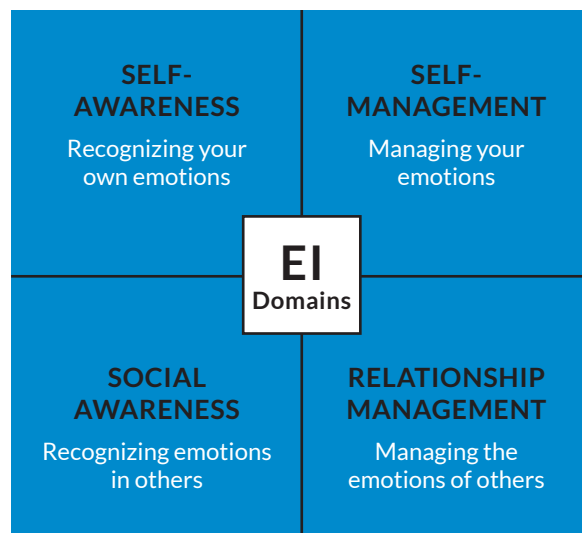 SELF-
AWARENESS
Recognizing your
own emotions
SELF-
MANAGEMENT
Managing your
emotions
EI
Domains
SOCIAL
AWARENESS
Recognizing emotions
in others
RELATIONSHIP
MANAGEMENT
Managing the
emotions of others